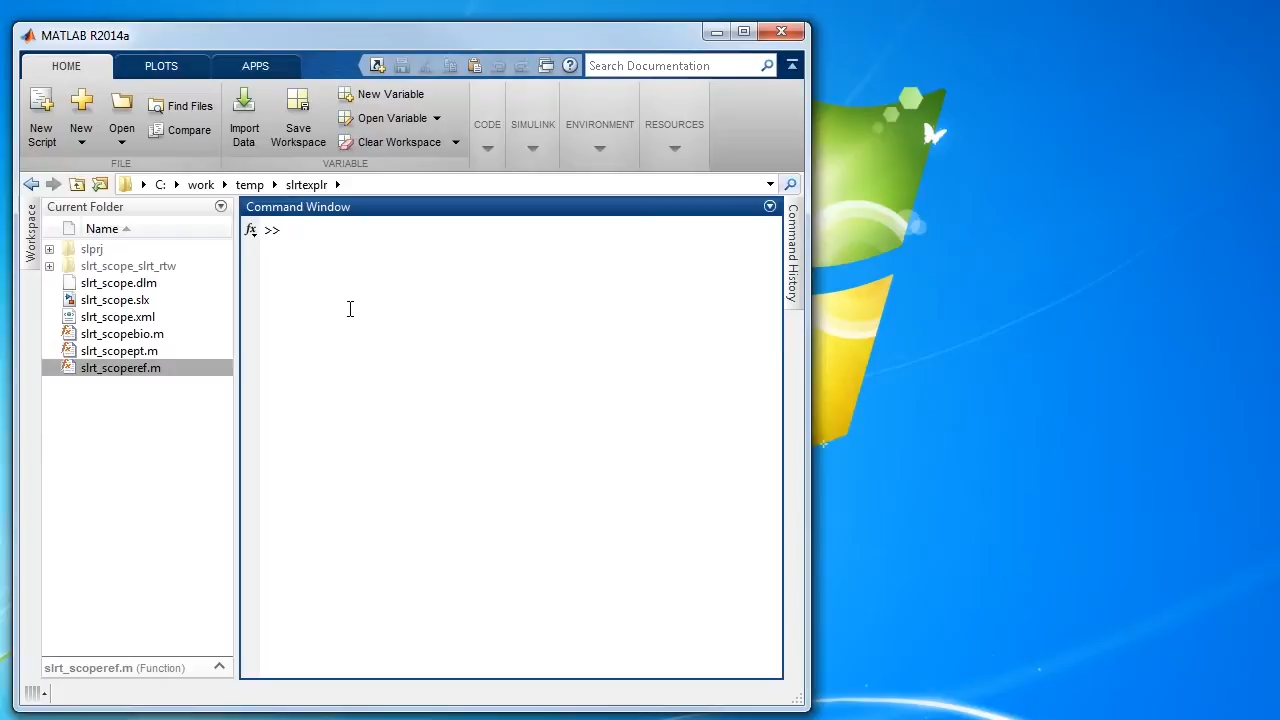 MATLAB R2014a
HOME PLOTS APPS Search Documentation
New Script
New
Open
Find Files
Compare
Import Data
Save Workspace
New Variable
Open Variable
Clear Workspace
CODE SIMULINK ENVIRONMENT RESOURCES
FILE VARIABLE
C: work temp slrtexplr
Workspace
Current Folder
Name
slprj
slrt_scope_slrt_rtw
slrt_scope.dlm
slrt_scope.slx
slrt_scope.xml
slrt_scopebio.m
slrt_scopept.m
slrt_scoperef.m
slrt_scoperef.m (Function)
Command Window
fx >>
Command History